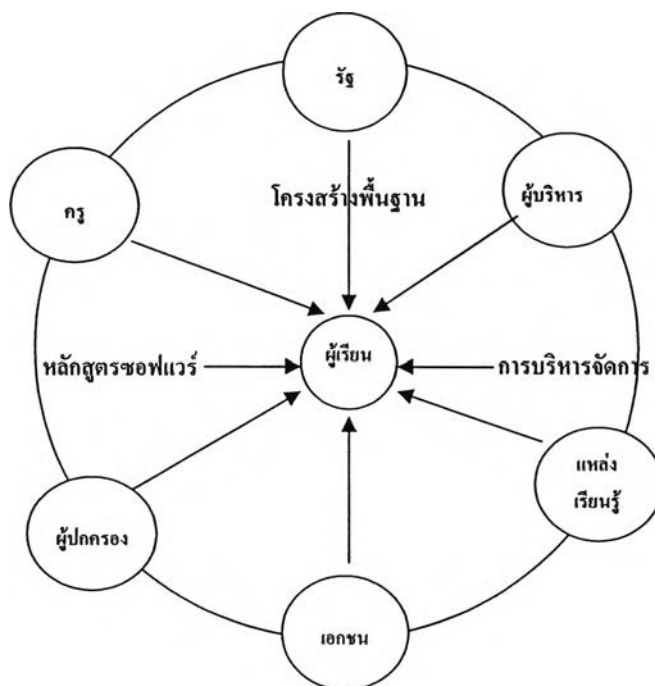 รัฐ
โครงสร้างพื้นฐาน
ผู้บริหาร
ครู
ผู้เรียน
หลักสูตรซอฟแวร์
การบริหารจัดการ
แหล่ง
เรียนรู้
ผู้ปกครอง
เอกชน